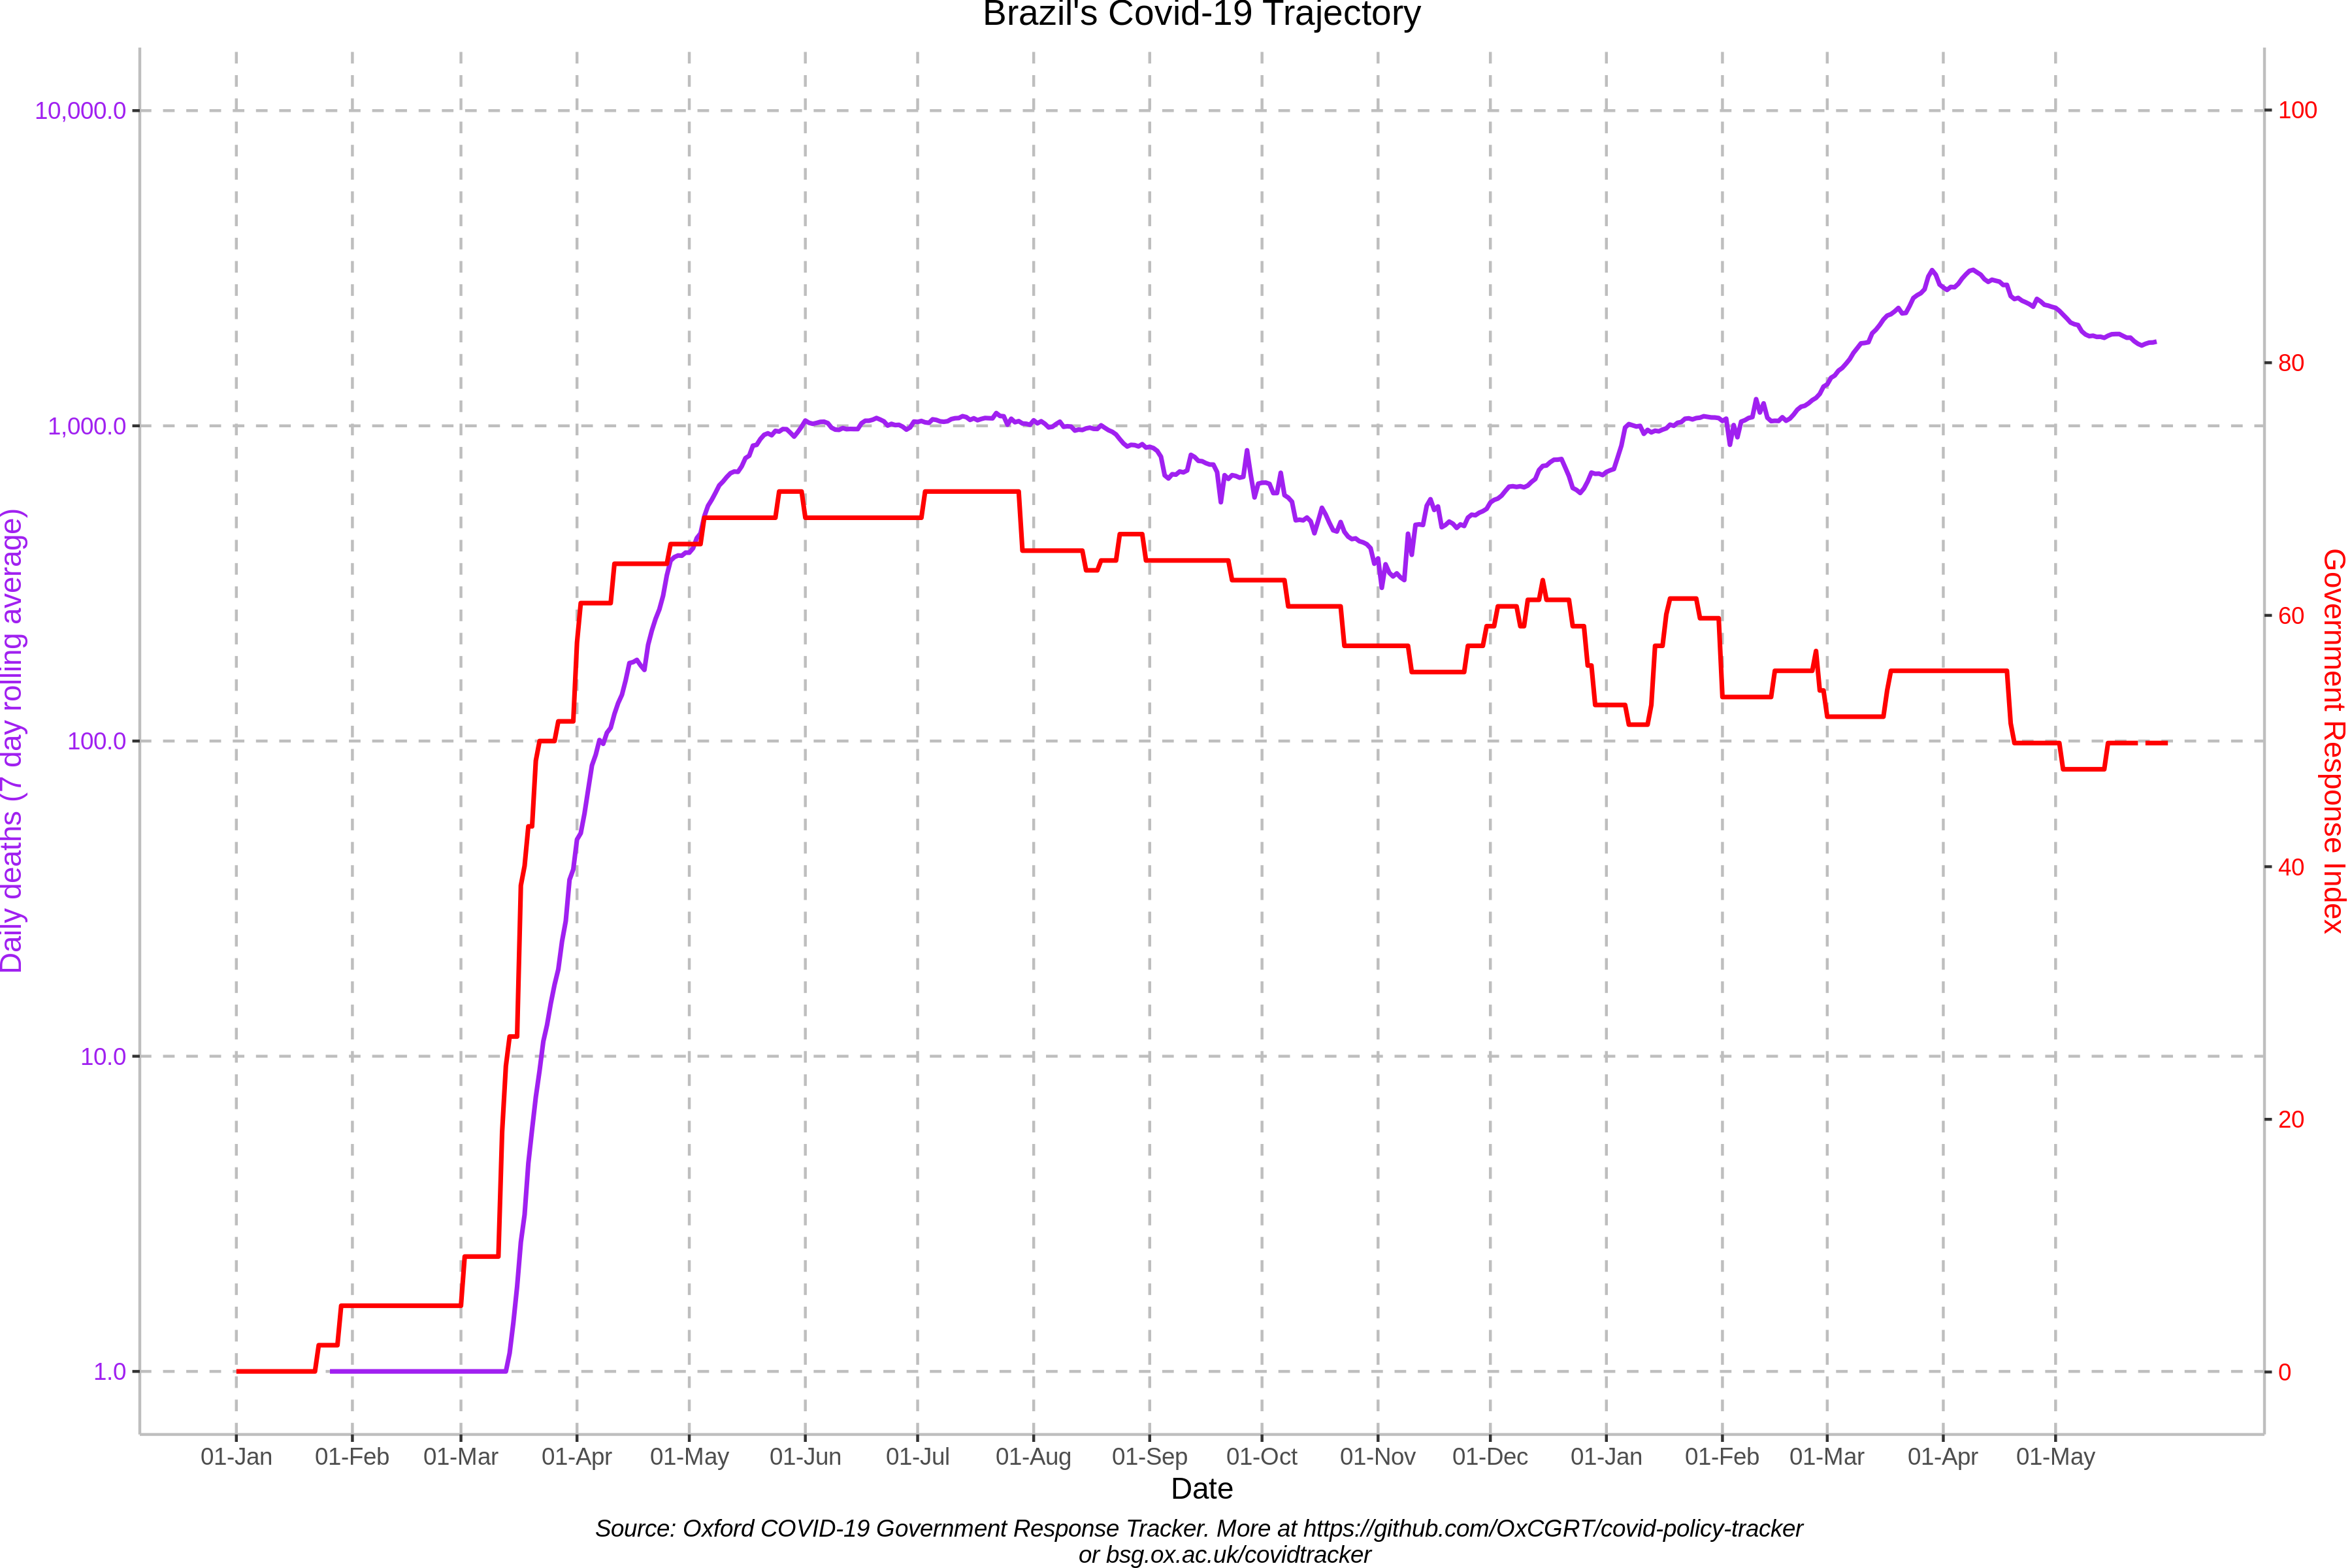 Brazil's Covid-19 Trajectory
10,000.0
1,000.0
100.0
10.0
1.0
Daily deaths (7 day rolling average)
100
80
60
40
20
0
Government Response Index
01-Jan 01-Feb 01-Mar 01-Apr 01-May 01-Jun 01-Jul 01-Aug 01-Sep 01-Oct 01-Nov 01-Dec 01-Jan 01-Feb 01-Mar 01-Apr 01-May
Date
Source: Oxford COVID-19 Government Response Tracker. More at https://github.com/OxCGRT/covid-policy-tracker
or bsg.ox.ac.uk/covidtracker